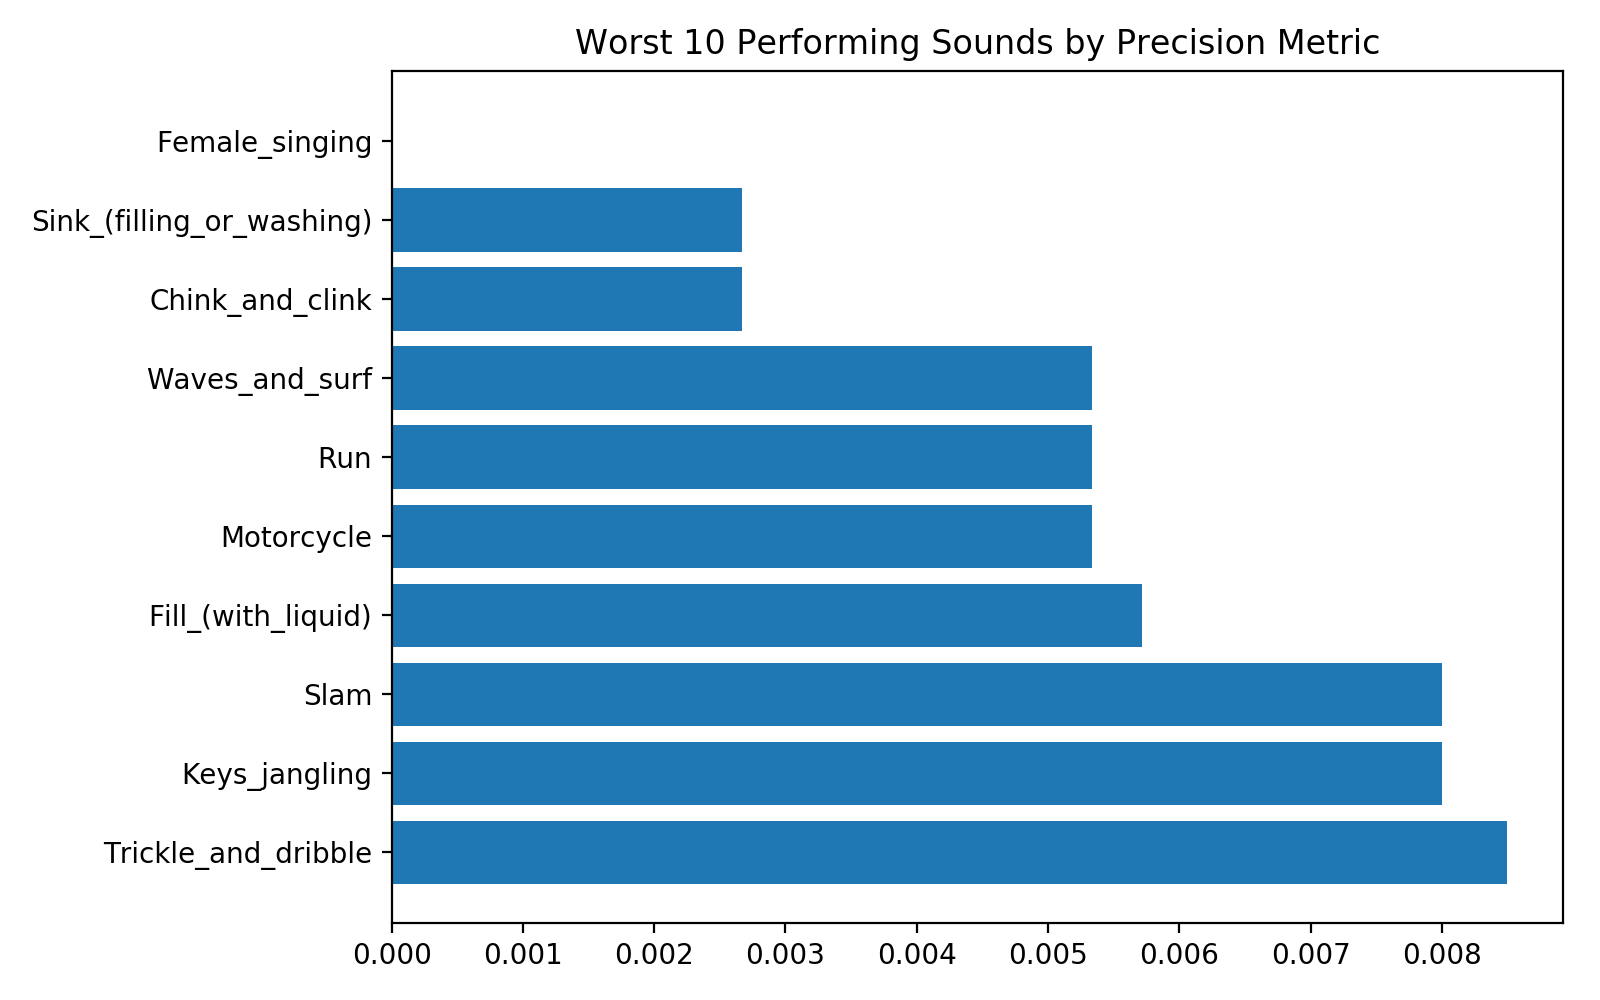 Worst 10 Performing Sounds by Precision Metric
Female_singing
Sink_(filling_or_washing)
Chink_and_clink
Waves_and_surf
Run
Motorcycle
Fill_(with_liquid)
Slam
Keys_jangling
Trickle_and_dribble
0.000 0.001 0.002 0.003 0.004 0.005 0.006 0.007 0.008